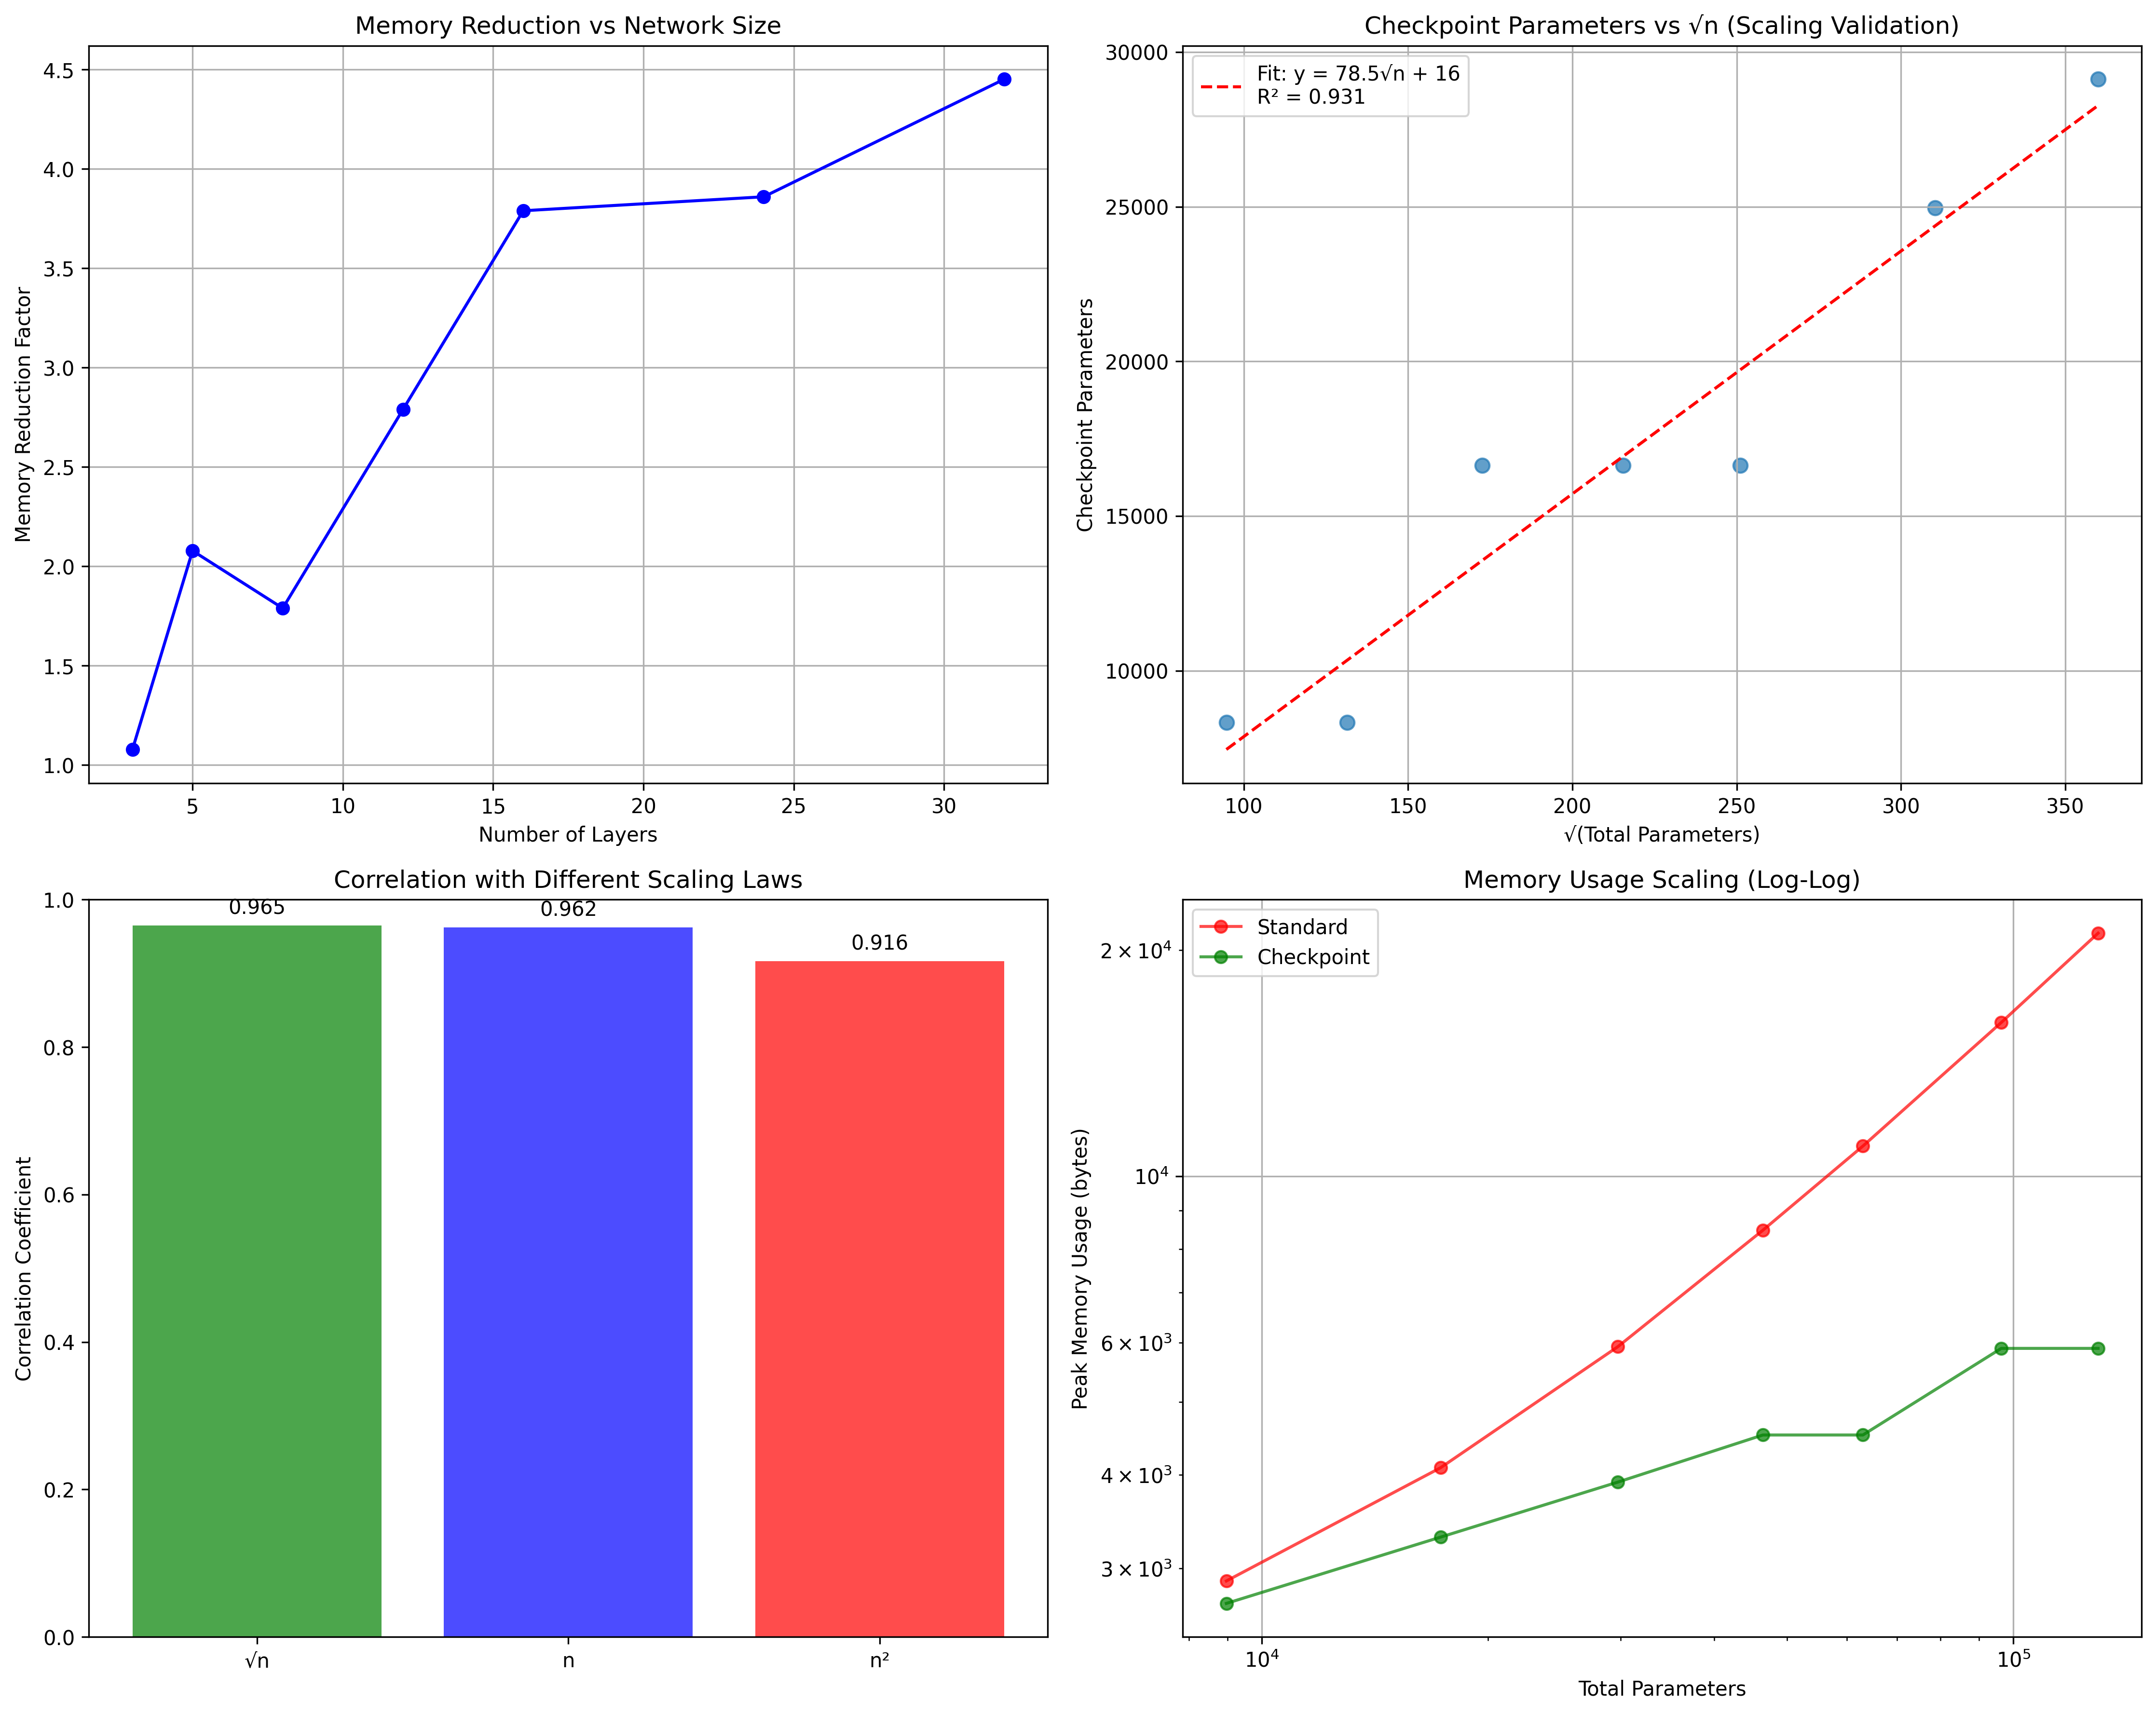 Memory Reduction vs Network Size
4.5
4.0
3.5
3.0
2.5
2.0
1.5
1.0
Memory Reduction Factor
5 10 15 20 25 30
Number of Layers
Checkpoint Parameters vs √n (Scaling Validation)
Fit: y = 78.5√n + 16
R² = 0.931
30000
25000
20000
15000
10000
Checkpoint Parameters
100 150 200 250 300 350
√(Total Parameters)
Correlation with Different Scaling Laws
0.965 0.962 0.916
1.0
0.8
0.6
0.4
0.2
0.0
Correlation Coefficient
√n n n²
Memory Usage Scaling (Log-Log)
Standard
Checkpoint
2 × 10⁴
10⁴
6 × 10³
4 × 10³
3 × 10³
Peak Memory Usage (bytes)
10⁴ 10⁵
Total Parameters